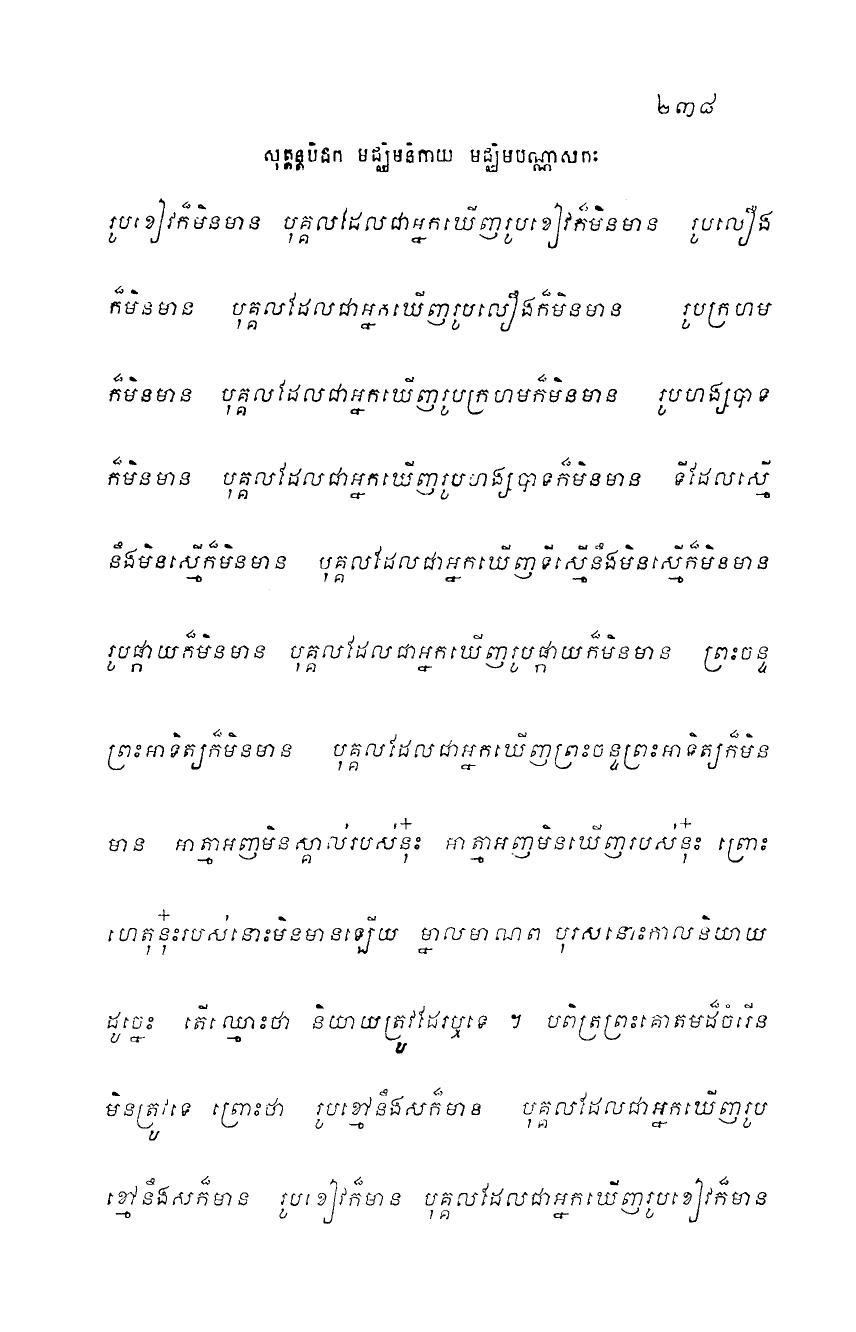 ២៣៨
សុត្តន្តបិដក មជ្ឈិមនិកាយ មជ្ឈិមបណ្ណាសកៈ
រូបខៀវក៏មិនមាន បុគ្គលដែលជាអ្នកឃើញរូបខៀវក៏មិនមាន រូបលឿង
ក៏មិនមាន បុគ្គលដែលជាអ្នកឃើញរូបលឿងក៏មិនមាន រូបក្រហម
ក៏មិនមាន បុគ្គលដែលជាអ្នកឃើញរូបក្រហមក៏មិនមាន រូបហង្សបាទ
ក៏មិនមាន បុគ្គលដែលជាអ្នកឃើញរូបហង្សបាទក៏មិនមាន ទីដែលស្មើ
នឹងមិនស្មើក៏មិនមាន បុគ្គលដែលជាអ្នកឃើញទីស្មើនឹងមិនស្មើក៏មិនមាន
រូបផ្កាយក៏មិនមាន បុគ្គលដែលជាអ្នកឃើញរូបផ្កាយក៏មិនមាន ព្រះចន្ទ
ព្រះអាទិត្យក៏មិនមាន បុគ្គលដែលជាអ្នកឃើញព្រះចន្ទព្រះអាទិត្យក៏មិន
មាន អាត្មាអញមិនស្គាល់របស់នុ៎ះ អាត្មាអញមិនឃើញរបស់នុ៎ះ ព្រោះ
ហេតុនុ៎ះរបស់នោះមិនមានឡើយ ម្នាលមាណព បុរសនោះកាលនិយាយ
ដូច្នេះ តើឈ្មោះថា និយាយត្រូវដែរឬទេ ។ បពិត្រព្រះគោតមដ៏ចំរើន
មិនត្រូវទេ ព្រោះថា រូបខ្មៅនឹងសក៏មាន បុគ្គលដែលជាអ្នកឃើញរូប
ខ្មៅនឹងសក៏មាន រូបខៀវក៏មាន បុគ្គលដែលជាអ្នកឃើញរូបខៀវក៏មាន